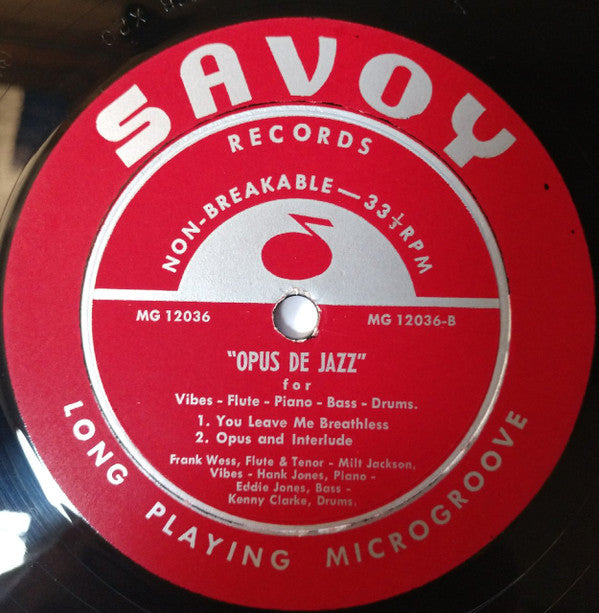 SAVOY
RECORDS
NON-BREAKABLE—33⅓RPM
MG 12036
MG 12036-B
"OPUS DE JAZZ"
for
Vibes - Flute - Piano - Bass - Drums.
1. You Leave Me Breathless
2. Opus and Interlude
Frank Wess, Flute & Tenor - Milt Jackson,
Vibes - Hank Jones, Piano -
Eddie Jones, Bass -
Kenny Clarke, Drums.
LONG PLAYING MICROGROOVE